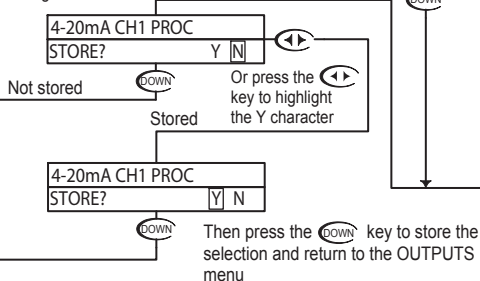 DOWN
4-20mA CH1 PROC
STORE? Y N
DOWN
Not stored
Or press the
key to highlight
the Y character
Stored
4-20mA CH1 PROC
STORE? Y N
DOWN
Then press the DOWN key to store the
selection and return to the OUTPUTS
menu